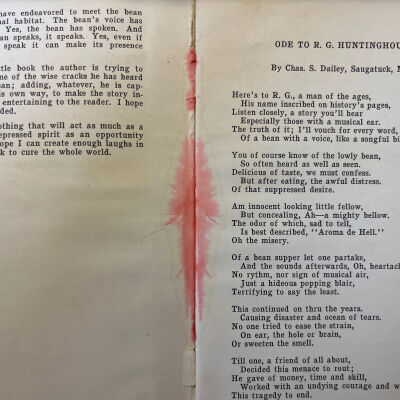 have endeavored to meet the bean
nal habitat. The bean's voice has
Yes, the bean has spoken. And
an speaks, it speaks. Yes, even if
speak it can make its presence
tle book the author is trying to
ne of the wise cracks he has heard
ean; adding, whatever, he is cap-
is own way, to make the story in-
entertaining to the reader. I hope
ded.
othing that will act as much as a
epressed spirit as an opportunity
ope I can create enough laughs in
k to cure the whole world.
ODE TO R. G. HUNTINGHOU
By Chas. S. Dailey, Saugatuck, M
Here's to R. G., a man of the ages,
His name inscribed on history's pages,
Listen closely, a story you'll hear
Especially those with a musical ear.
The truth of it; I'll vouch for every word,
Of a bean with a voice, like a songful bi
You of course know of the lowly bean,
So often heard as well as seen.
Delicious of taste, we must confess.
But after eating, the awful distress.
Of that suppressed desire.
Am innocent looking little fellow,
But concealing, Ah—a mighty bellow.
The odor of which, sad to tell,
Is best described, "Aroma de Hell."
Oh the misery.
Of a bean supper let one partake,
And the sounds afterwards, Oh, heartach
No rythm, nor sign of musical air,
Just a hideous popping blair,
Terrifying to say the least.
This continued on thru the years.
Causing disaster and ocean of tears.
No one tried to ease the strain,
On ear, the hole or brain,
Or sweeten the smell.
Till one, a friend of all about,
Decided this menace to rout;
He gave of money, time and skill,
Worked with an undying courage and w
This tragedy to end.